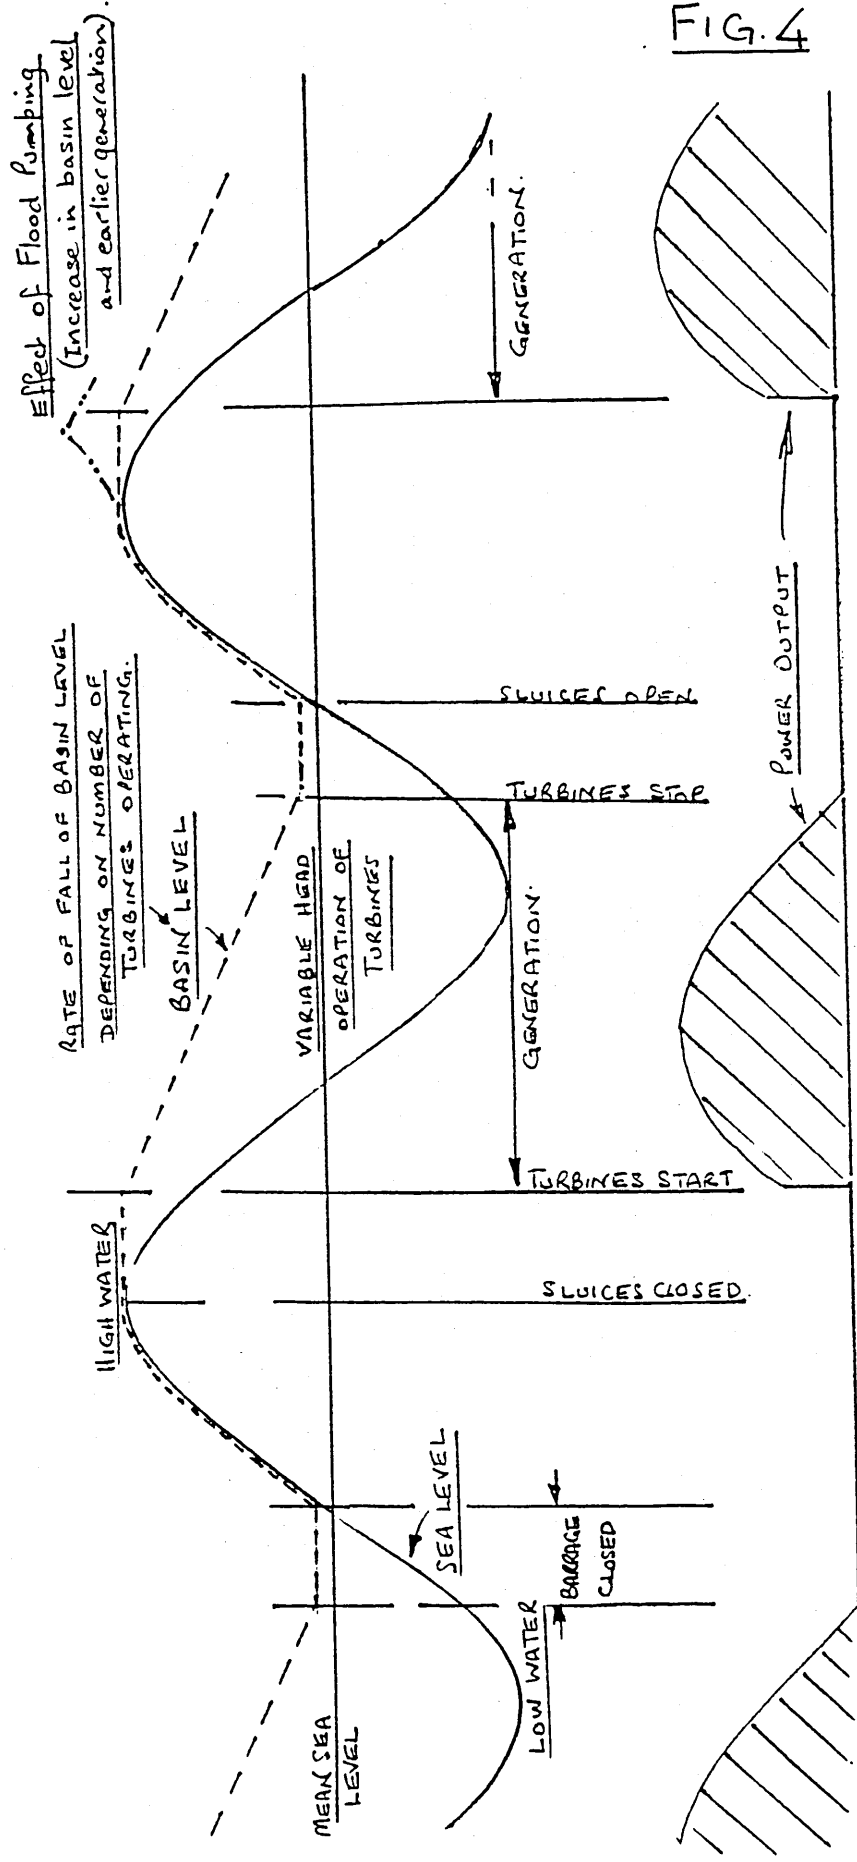 FIG. 4
Effect of Flood Pumping
(Increase in basin level
and earlier generation).
RATE OF FALL OF BASIN LEVEL
DEPENDING ON NUMBER OF
TURBINES OPERATING.
BASIN LEVEL
HIGH WATER
VARIABLE HEAD
OPERATION OF
TURBINES
MEAN SEA
LEVEL
SEA LEVEL
LOW WATER
BARRAGE
CLOSED
SLUICES CLOSED.
TURBINES START
GENERATION.
TURBINES STOP
SLUICES OPEN
GENERATION.
POWER OUTPUT